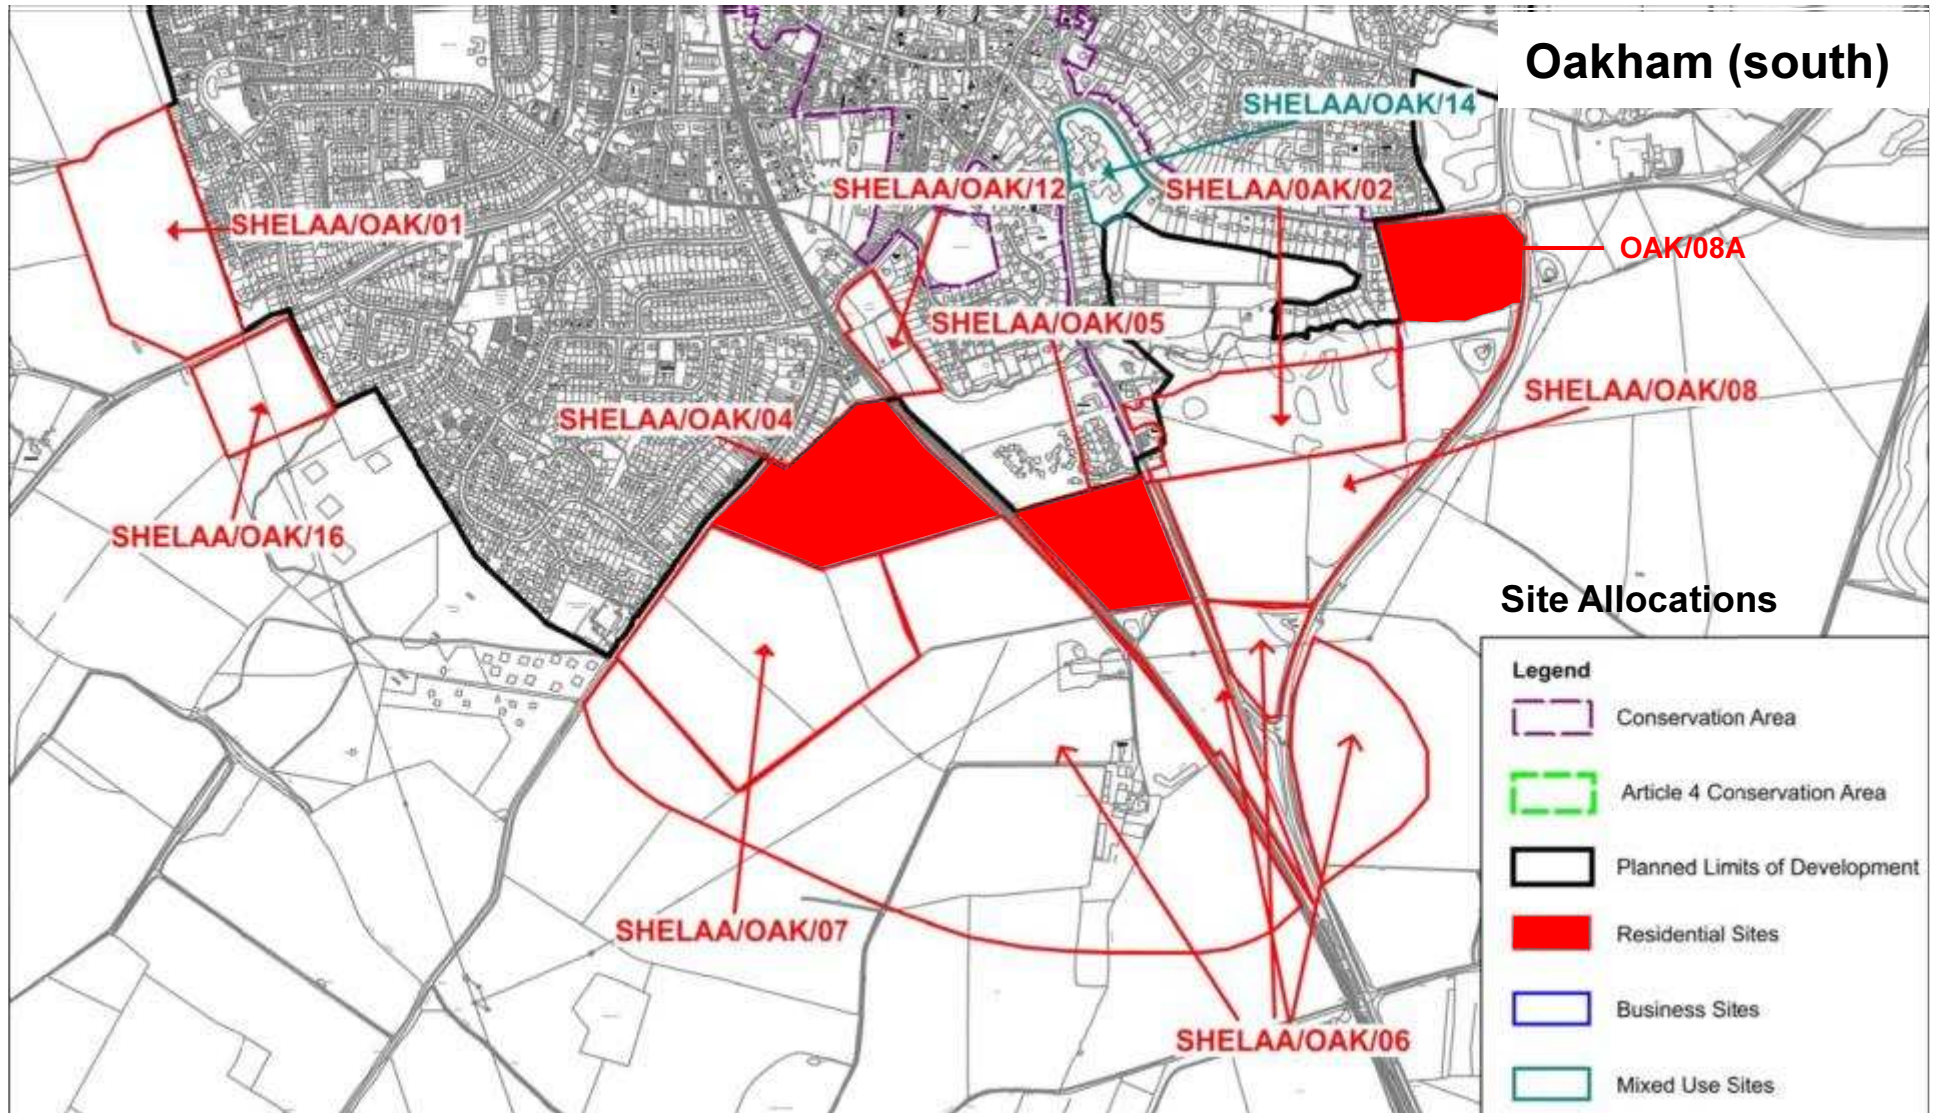 Oakham (south)
SHELAA/OAK/14
SHELAA/OAK/12
SHELAA/0AK/02
SHELAA/OAK/01
OAK/08A
SHELAA/OAK/05
SHELAA/OAK/08
SHELAA/OAK/04
SHELAA/OAK/16
SHELAA/OAK/07
SHELAA/OAK/06
Site Allocations
Legend
Conservation Area
Article 4 Conservation Area
Planned Limits of Development
Residential Sites
Business Sites
Mixed Use Sites